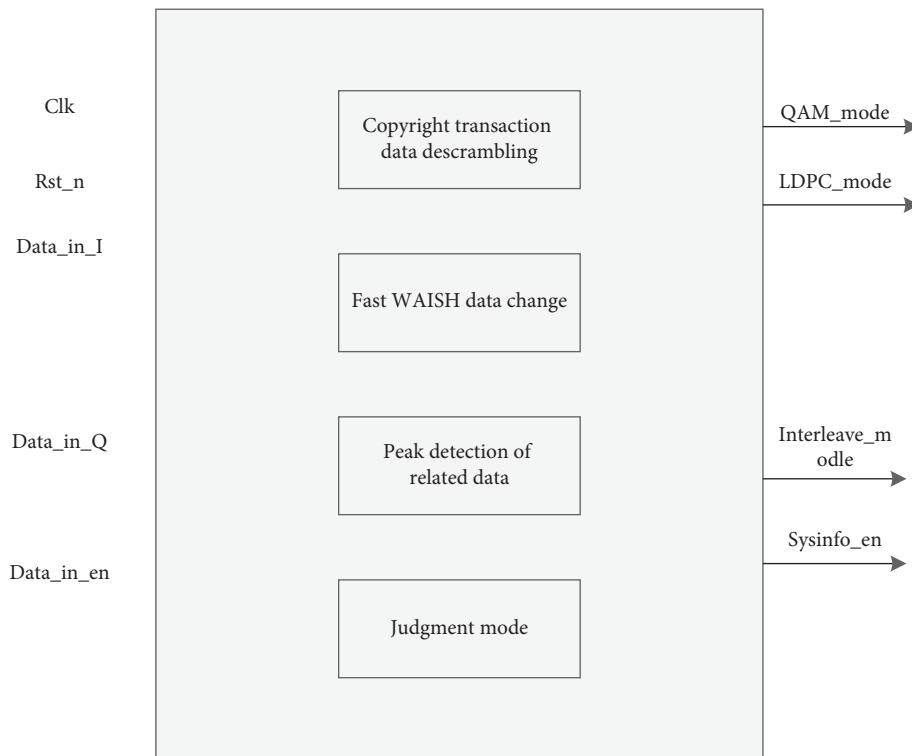 Clk
Rst_n
Data_in_I
Data_in_Q
Data_in_en
Copyright transaction
data descrambling
Fast WAISH data change
Peak detection of
related data
Judgment mode
QAM_mode
LDPC_mode
Interleave_m
odle
Sysinfo_en